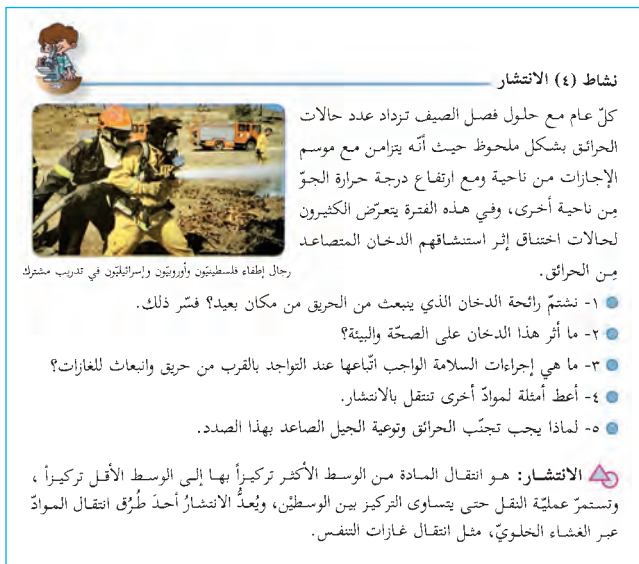 نشاط (٤) الانتشار
كلّ عام مع حلول فصل الصيف تزداد عدد حالات
الحرائق بشكل ملحوظ حيث أنّه يتزامن مع موسم
الإجازات من ناحية ومع ارتفاع درجة حرارة الجوّ
مِن ناحية أخرى، وفي هذه الفترة يتعرّض الكثيرون
لحالات اختناق إثر استنشاقهم الدخان المتصاعد
مِن الحرائق.
رجال إطفاء فلسطينيّون وأوروبيّون وإسرائيليّون في تدريب مشترك
١- نشتمّ رائحة الدخان الذي ينبعث من الحريق من مكان بعيد؟ فسّر ذلك.
٢- ما أثر هذا الدخان على الصحّة والبيئة؟
٣- ما هي إجراءات السلامة الواجب اتّباعها عند التواجد بالقرب من حريق وانبعاث للغازات؟
٤- أعط أمثلة لموادّ أخرى تنتقل بالانتشار.
٥- لماذا يجب تجنّب الحرائق وتوعية الجيل الصاعد بهذا الصدد.
الانتشار: هو انتقال المادة من الوسط الأكثر تركيزاً بها إلى الوسط الأقل تركيزاً ،
وتستمرّ عمليّة النقل حتى يتساوى التركيز بين الوسطيْن، ويُعدُّ الانتشارُ أحدَ طُرُق انتقال الموادّ
عبر الغشاء الخلويّ، مثل انتقال غازات التنفس.